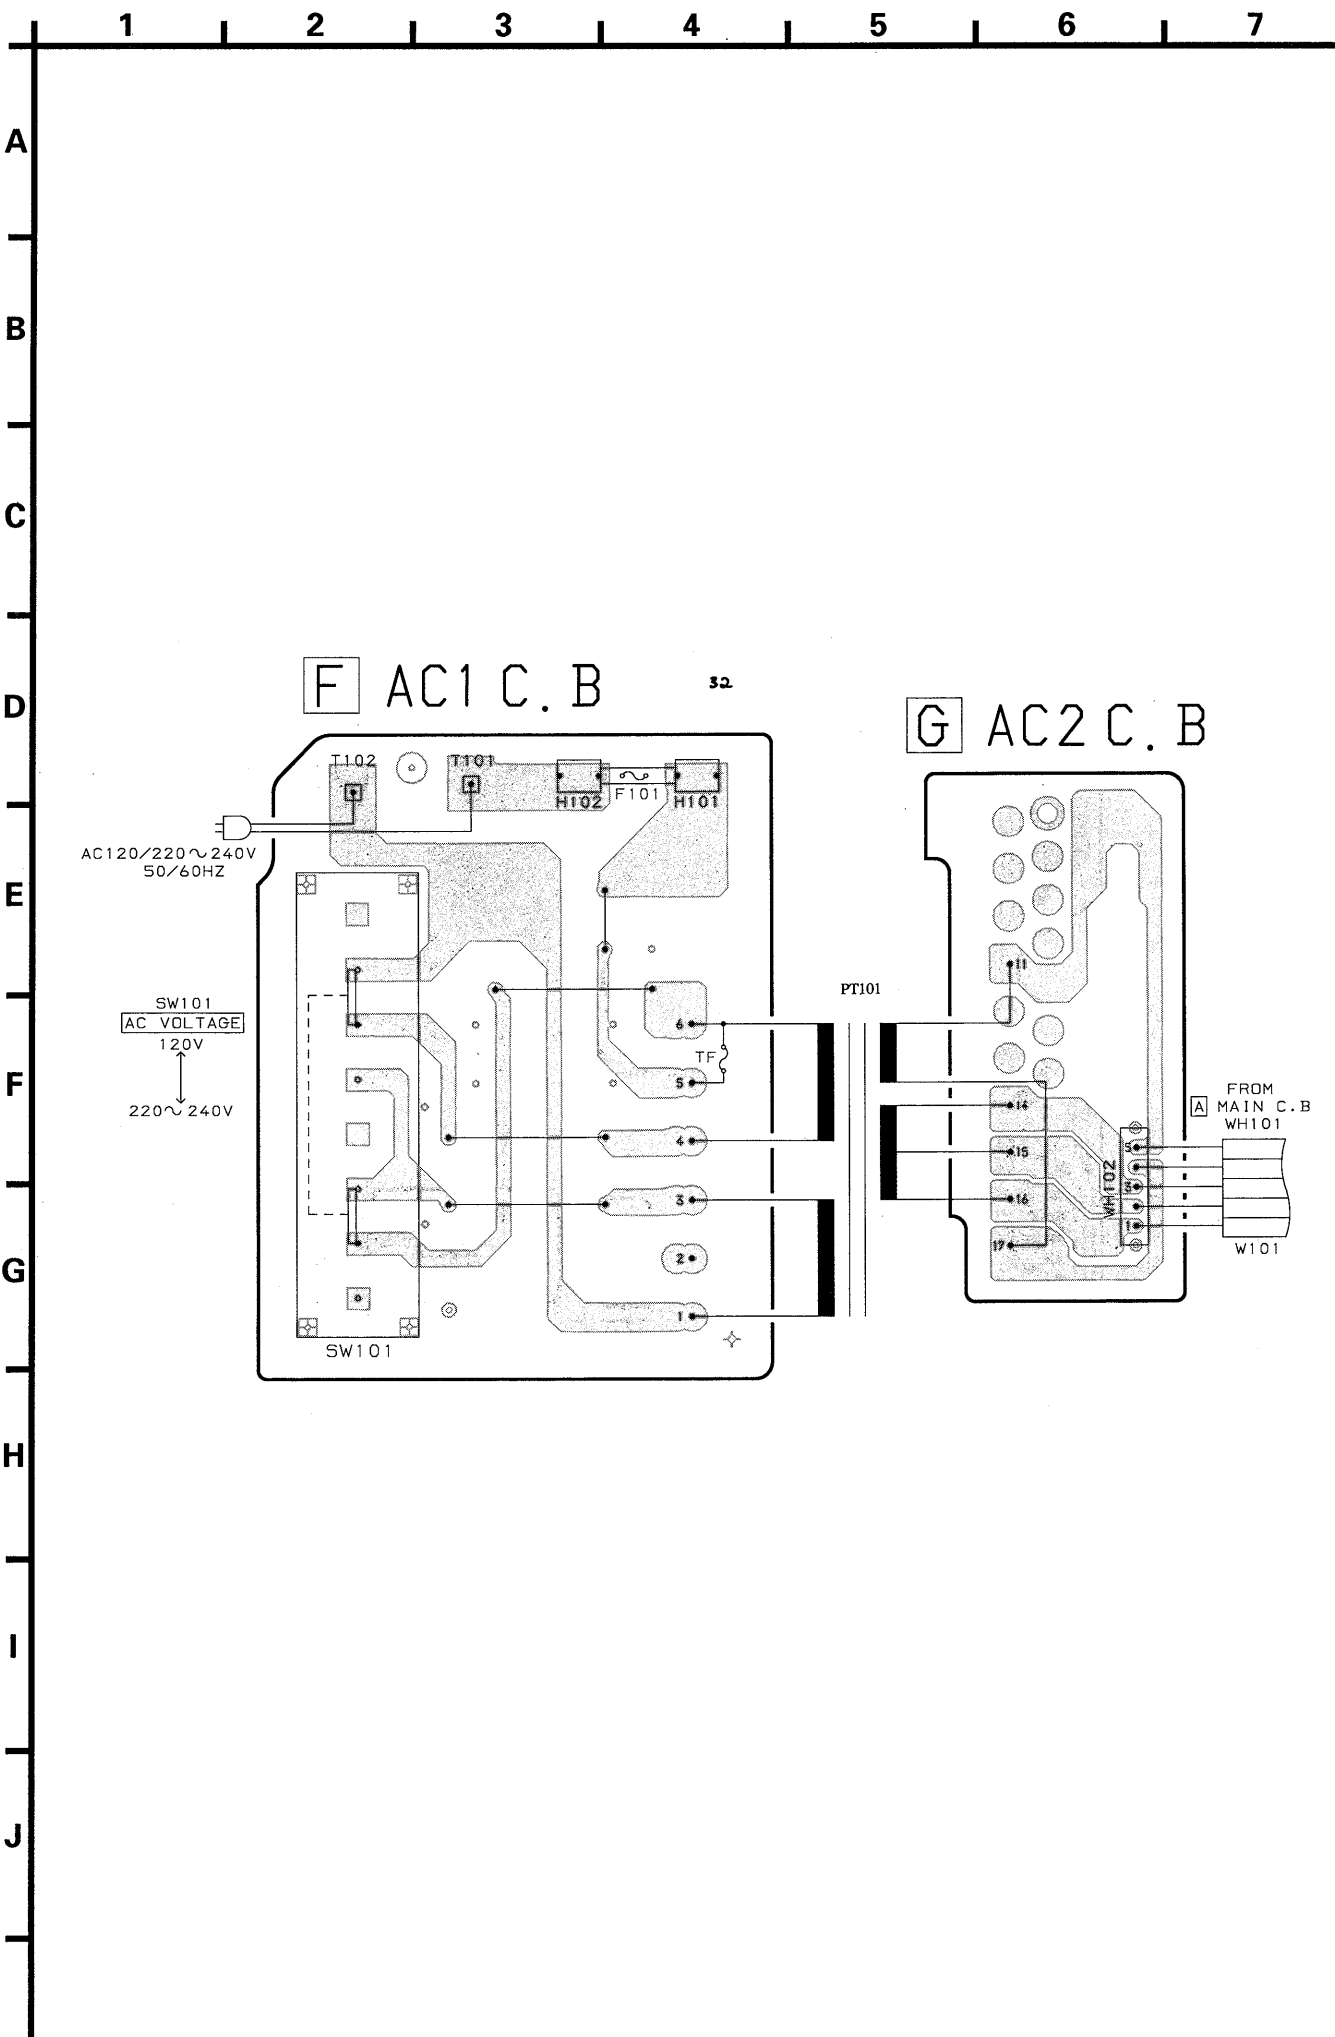 1 2 3 4 5 6 7
A
B
C
D
E
F
G
H
I
J
F AC1 C.B
32
G AC2 C.B
T102
T101
H102
F101
H101
AC120/220~240V
50/60HZ
SW101
AC VOLTAGE
120V
220~240V
PT101
6
TF
5
4
3
2
1
SW101
11
14
15
16
17
WH102
5
3
1
FROM
A MAIN C.B
WH101
W101